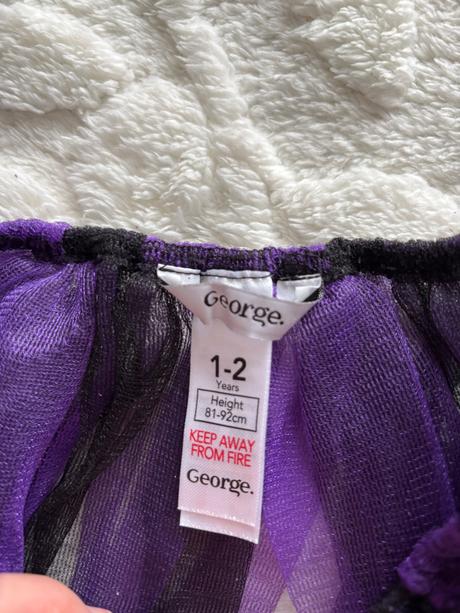 George.
1-2
Years
Height
81-92cm
KEEP AWAY
FROM FIRE
George.